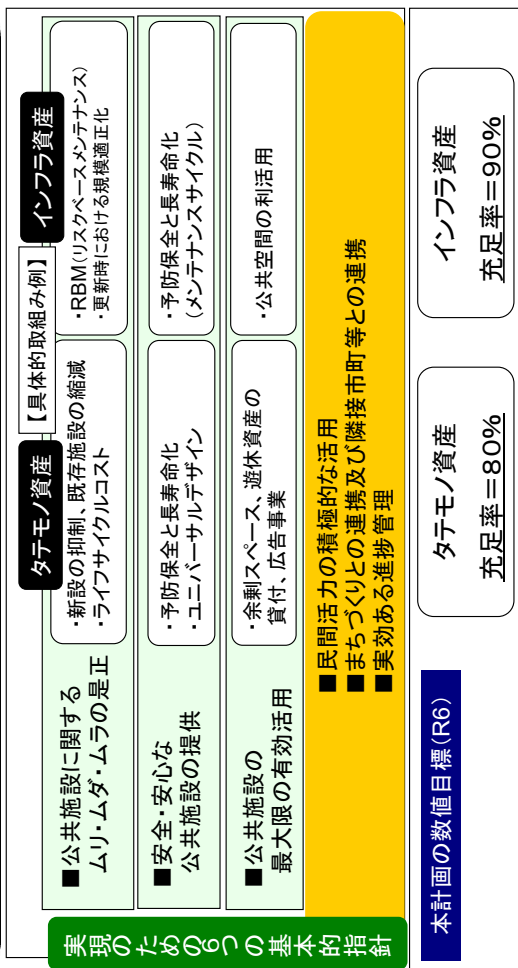 実現のための6つの基本的指針
【具体的取組み例】
タテモノ資産
インフラ資産
■公共施設に関する
ムリ・ムダ・ムラの是正
・新設の抑制、既存施設の縮減
・ライフサイクルコスト
・RBM(リスクベースメンテナンス)
・更新時における規模適正化
■安全・安心な
公共施設の提供
・予防保全と長寿命化
・ユニバーサルデザイン
・予防保全と長寿命化
(メンテナンスサイクル)
■公共施設の
最大限の有効活用
・余剰スペース、遊休資産の
貸付、広告事業
・公共空間の利活用
■民間活力の積極的な活用
■まちづくりとの連携及び隣接市町等との連携
■実効ある進捗管理
本計画の数値目標(R6)
タテモノ資産
充足率=80%
インフラ資産
充足率=90%